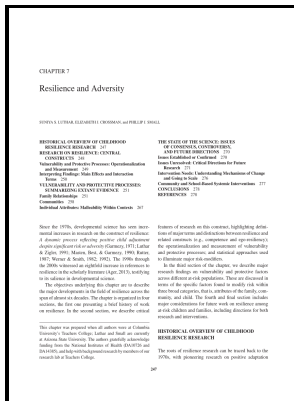 CHAPTER 7
Resilience and Adversity
SUNIYA S. LUTHAR, ELIZABETH J. CROSSMAN, and PHILLIP J. SMALL
HISTORICAL OVERVIEW OF CHILDHOOD
RESILIENCE RESEARCH 247
RESEARCH ON RESILIENCE: CENTRAL
CONSTRUCTS 248
Vulnerability and Protective Processes: Operationalization
and Measurement 249
Interpreting Findings: Main Effects and Interaction
Terms 250
VULNERABILITY AND PROTECTIVE PROCESSES:
SUMMARIZING EXTANT EVIDENCE 251
Family Relationships 251
Communities 258
Individual Attributes: Malleability Within Contexts 267
THE STATE OF THE SCIENCE: ISSUES
OF CONSENSUS, CONTROVERSY,
AND FUTURE DIRECTIONS 270
Issues Established or Confirmed 270
Issues Unresolved: Critical Directions for Future
Research 271
Intervention Needs: Understanding Mechanisms of Change
and Going to Scale 276
Community and School-Based Systemic Interventions 277
CONCLUSIONS 278
REFERENCES 278
Since the 1970s, developmental science has seen incre-
mental increases in research on the construct of resilience:
A dynamic process reflecting positive child adjustment
despite significant risk or adversity (Garmezy, 1971; Luthar
& Zigler, 1991; Masten, Best, & Garmezy, 1990; Rutter,
1987; Werner & Smith, 1982, 1992). The 1990s through
the 2000s witnessed an eightfold increase in references to
resilience in the scholarly literature (Ager, 2013), testifying
to its salience in developmental science.
The objectives underlying this chapter are to describe
the major developments in the field of resilience across the
span of almost six decades. The chapter is organized in four
sections, the first one presenting a brief history of work
on resilience. In the second section, we describe critical
This chapter was prepared when all authors were at Columbia
University's Teachers College; Luthar and Small are currently
at Arizona State University. The authors gratefully acknowledge
funding from the National Institutes of Health (DA10726 and
DA14385), and help with background research by members of our
research lab at Teachers College.
features of research on this construct, highlighting defini-
tions of major terms and distinctions between resilience and
related constructs (e.g., competence and ego-resiliency);
the operationalization and measurement of vulnerability
and protective processes; and statistical approaches used
to illuminate major risk modifiers.
In the third section of the chapter, we describe major
research findings on vulnerability and protective factors
across different at-risk populations. These are discussed in
terms of the specific factors found to modify risk within
three broad categories, that is, attributes of the family, com-
munity, and child. The fourth and final section includes
major considerations for future work on resilience among
at-risk children and families, including directions for both
research and interventions.
HISTORICAL OVERVIEW OF CHILDHOOD
RESILIENCE RESEARCH
The roots of resilience research can be traced back to the
1970s, with pioneering research on positive adaptation
247